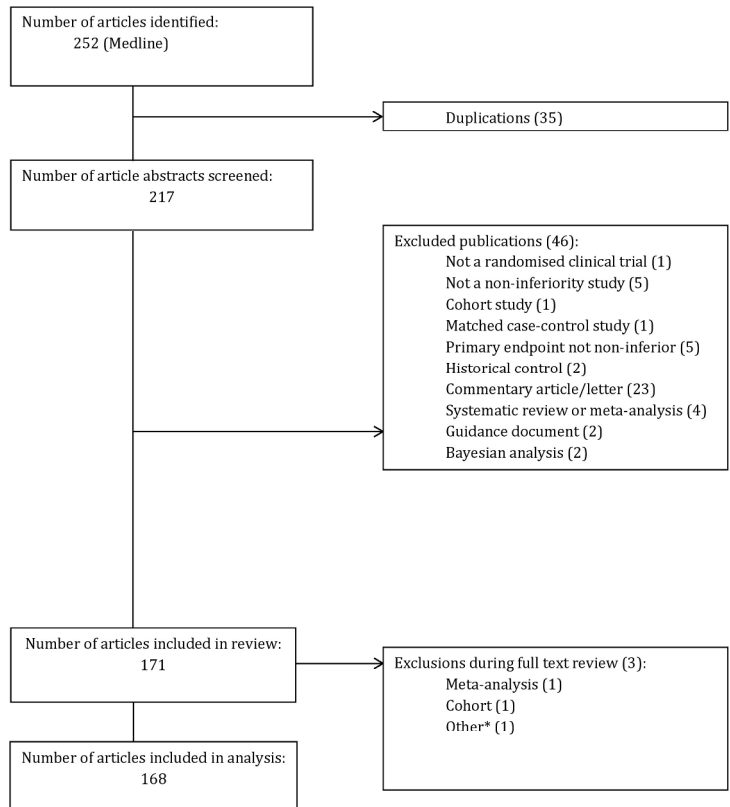 Number of articles identified:
252 (Medline)
Duplications (35)
Number of article abstracts screened:
217
Excluded publications (46):
Not a randomised clinical trial (1)
Not a non-inferiority study (5)
Cohort study (1)
Matched case-control study (1)
Primary endpoint not non-inferior (5)
Historical control (2)
Commentary article/letter (23)
Systematic review or meta-analysis (4)
Guidance document (2)
Bayesian analysis (2)
Number of articles included in review:
171
Exclusions during full text review (3):
Meta-analysis (1)
Cohort (1)
Other* (1)
Number of articles included in analysis:
168